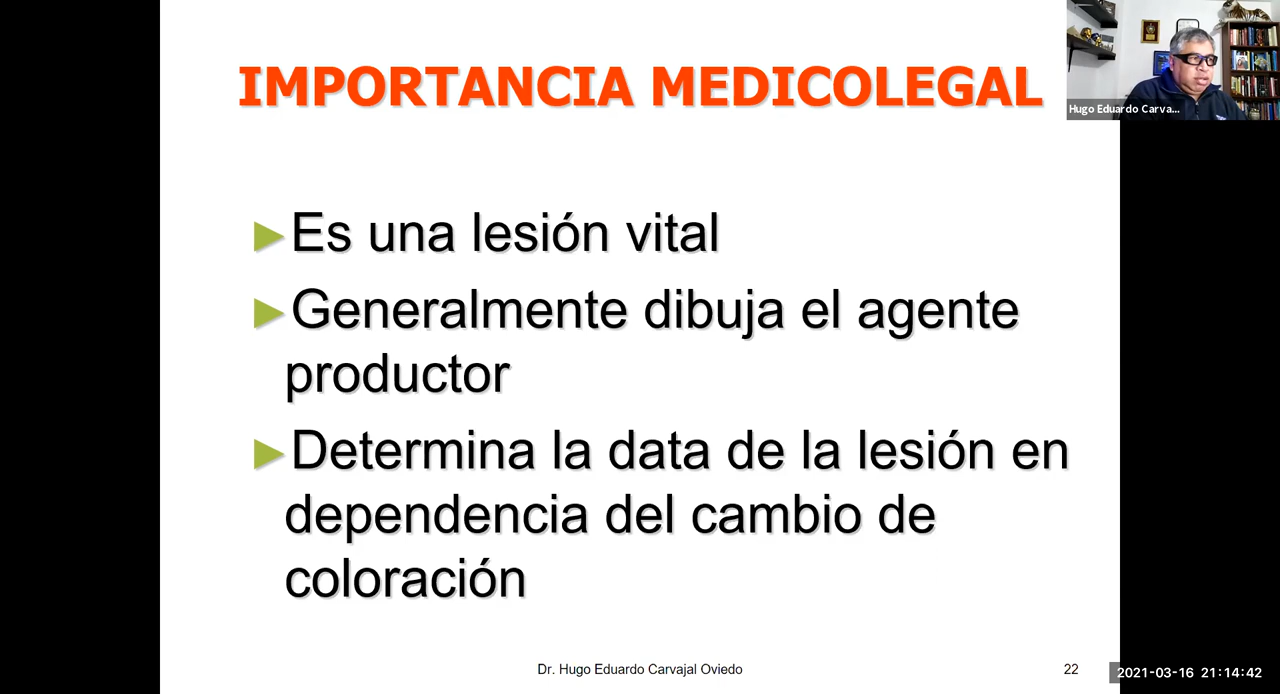 IMPORTANCIA MEDICOLEGAL
Hugo Eduardo Carva...
►Es una lesión vital
►Generalmente dibuja el agente
productor
►Determina la data de la lesión en
dependencia del cambio de
coloración
Dr. Hugo Eduardo Carvajal Oviedo
22
2021-03-16 21:14:42